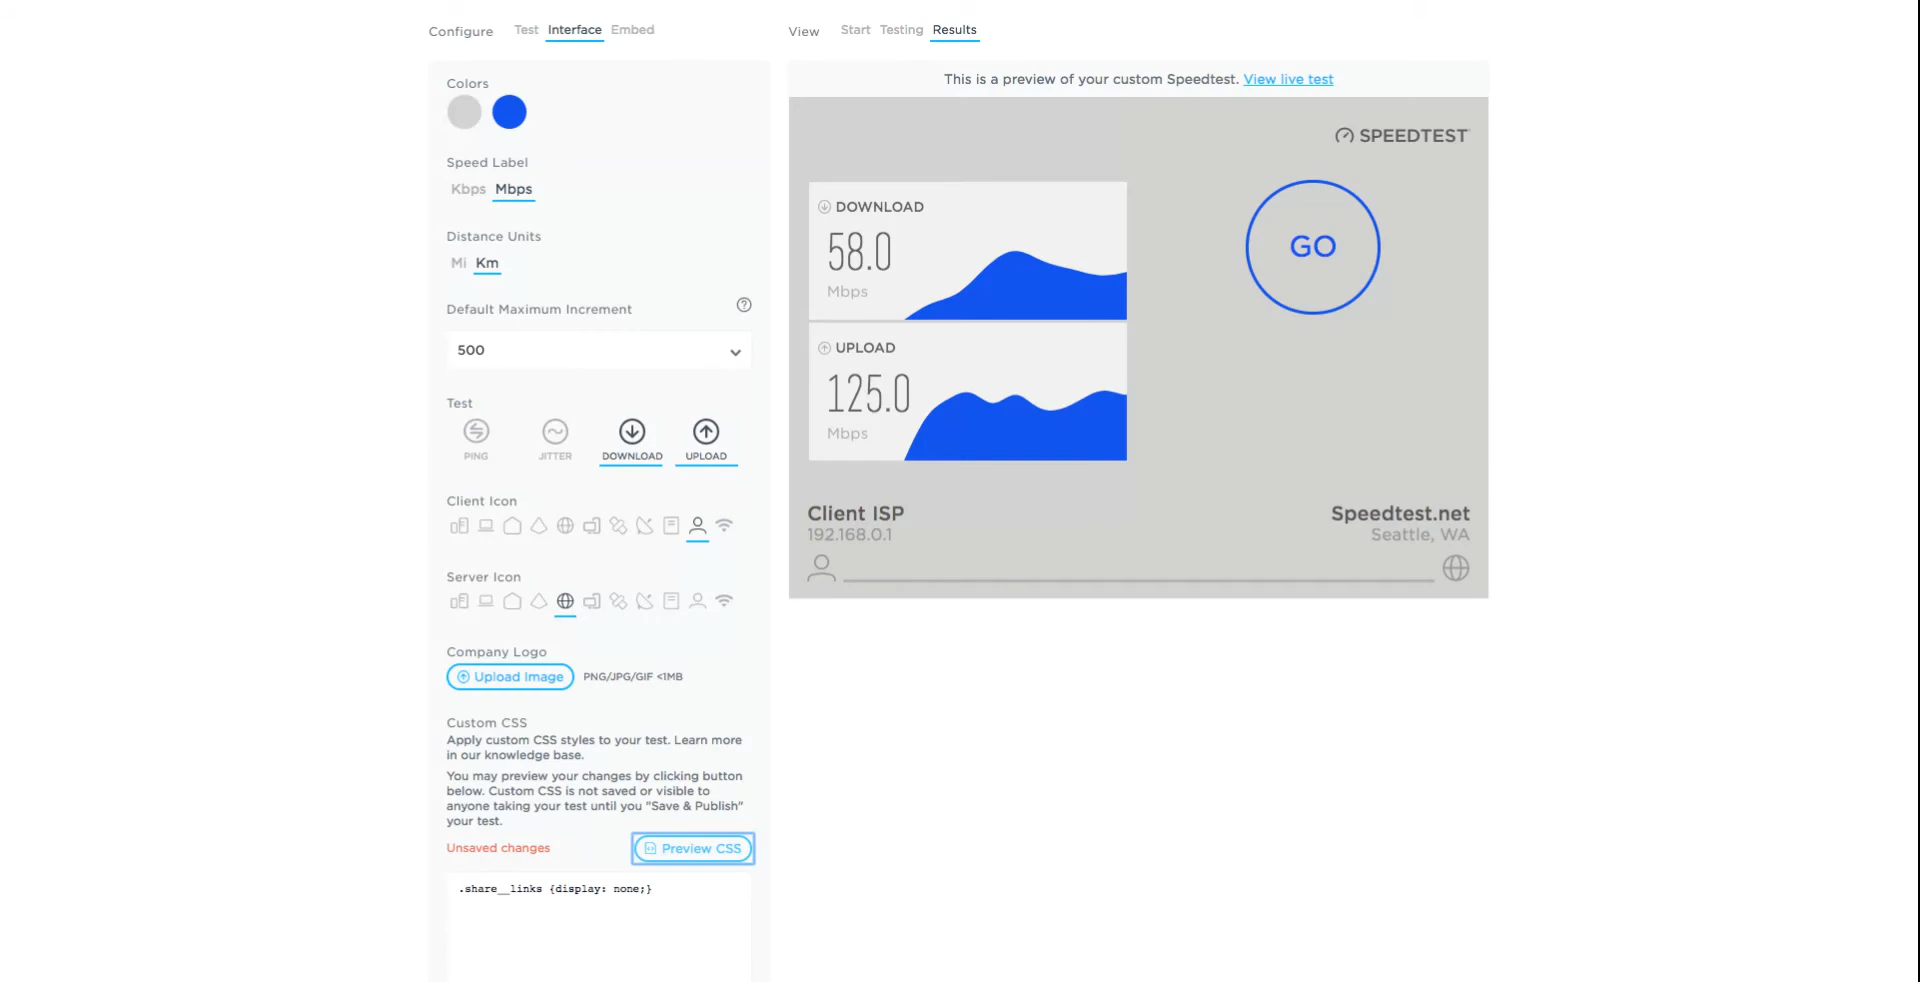 Configure Test Interface Embed
Colors
Speed Label
Kbps Mbps
Distance Units
Mi Km
Default Maximum Increment ?
500
Test
PING JITTER DOWNLOAD UPLOAD
Client Icon
Server Icon
Company Logo
Upload Image PNG/JPG/GIF <1MB
Custom CSS
Apply custom CSS styles to your test. Learn more
in our knowledge base.
You may preview your changes by clicking button
below. Custom CSS is not saved or visible to
anyone taking your test until you "Save & Publish"
your test.
Unsaved changes Preview CSS
.share__links {display: none;}
View Start Testing Results
This is a preview of your custom Speedtest. View live test
SPEEDTEST
DOWNLOAD
58.0
Mbps
GO
UPLOAD
125.0
Mbps
Client ISP
192.168.0.1
Speedtest.net
Seattle, WA